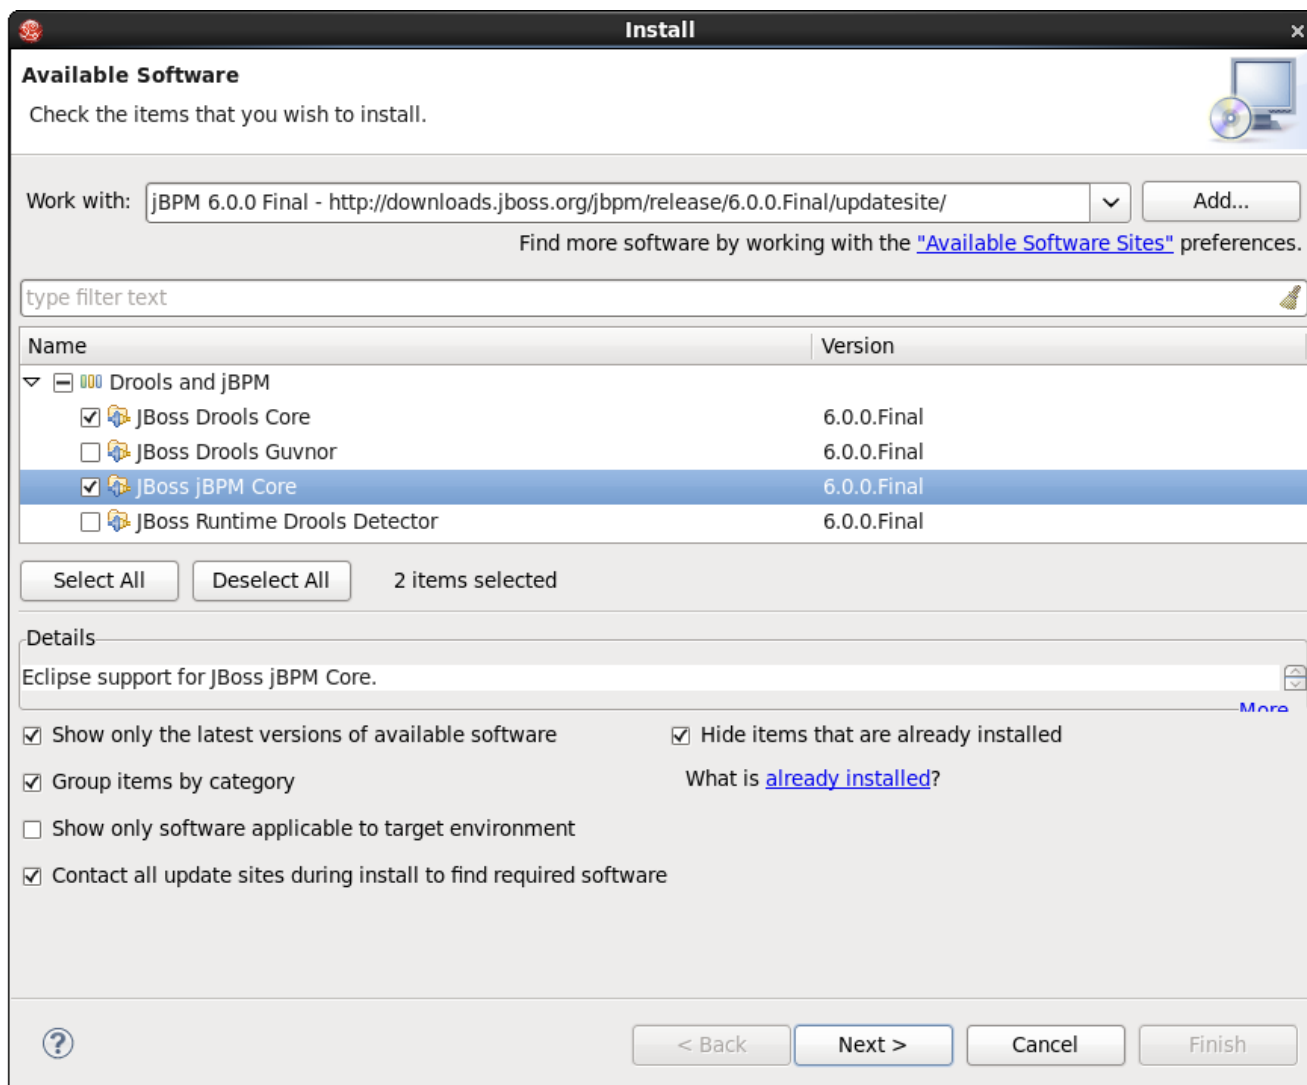 Install
Available Software
Check the items that you wish to install.
Work with: jBPM 6.0.0 Final - http://downloads.jboss.org/jbpm/release/6.0.0.Final/updatesite/ Add...
Find more software by working with the "Available Software Sites" preferences.
type filter text
Name Version
Drools and jBPM
JBoss Drools Core 6.0.0.Final
JBoss Drools Guvnor 6.0.0.Final
JBoss jBPM Core 6.0.0.Final
JBoss Runtime Drools Detector 6.0.0.Final
Select All Deselect All 2 items selected
Details
Eclipse support for JBoss jBPM Core.
More
Show only the latest versions of available software Hide items that are already installed
Group items by category What is already installed?
Show only software applicable to target environment
Contact all update sites during install to find required software
? < Back Next > Cancel Finish